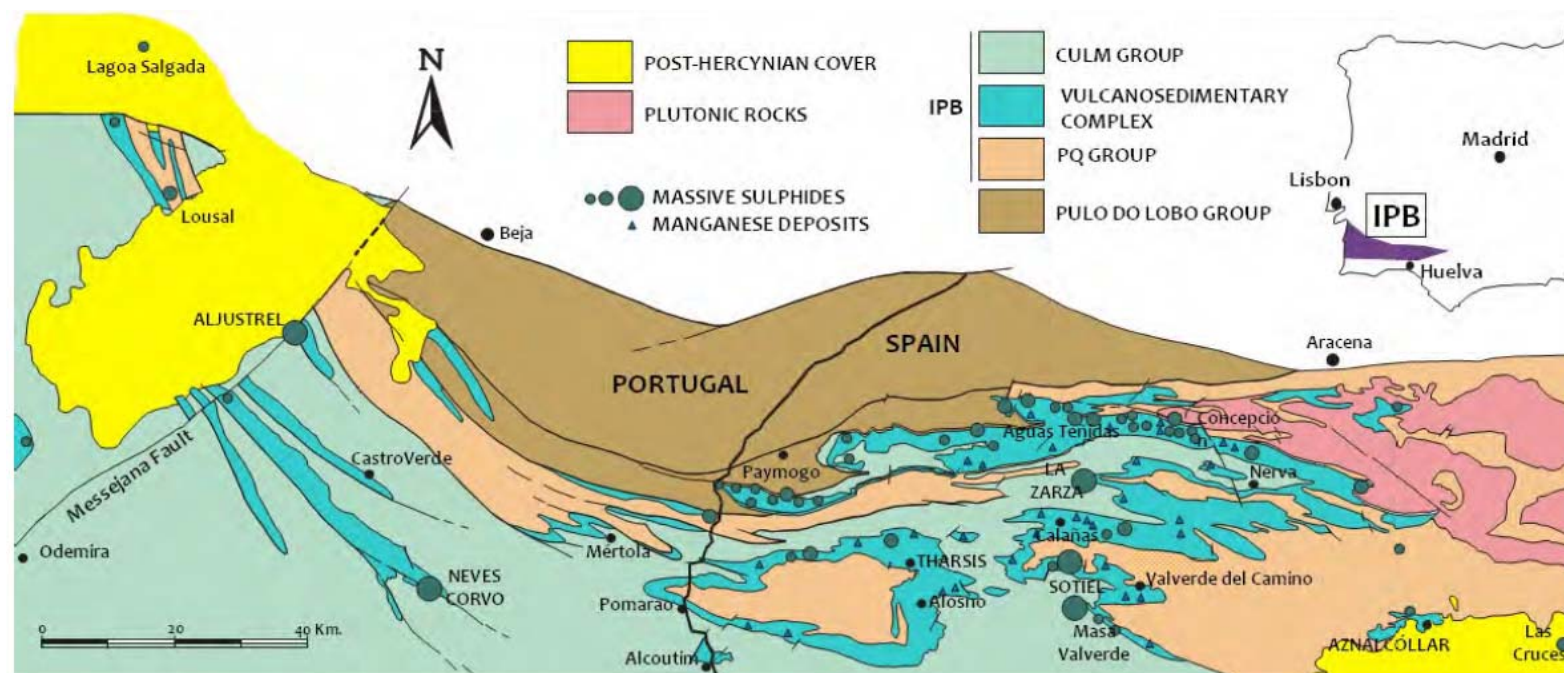 Lagoa Salgada
N
POST-HERCYNIAN COVER
PLUTONIC ROCKS
MASSIVE SULPHIDES
MANGANESE DEPOSITS
IPB
CULM GROUP
VULCANOSEDIMENTARY
COMPLEX
PQ GROUP
PULO DO LOBO GROUP
Madrid
Lisbon
IPB
Huelva
Lousal
Beja
ALJUSTREL
PORTUGAL
SPAIN
Aracena
Messejana Fault
CastroVerde
Paymogo
Aguas Teñidas
Concepció
LA
ZARZA
Nerva
Odemira
Mértola
Calañas
NEVES
CORVO
THARSIS
SOTIEL
Valverde del Camino
Pomarao
Alosno
Masa
Valverde
AZNALCÓLLAR
Las
Cruces
Alcoutim
0 20 40 Km.